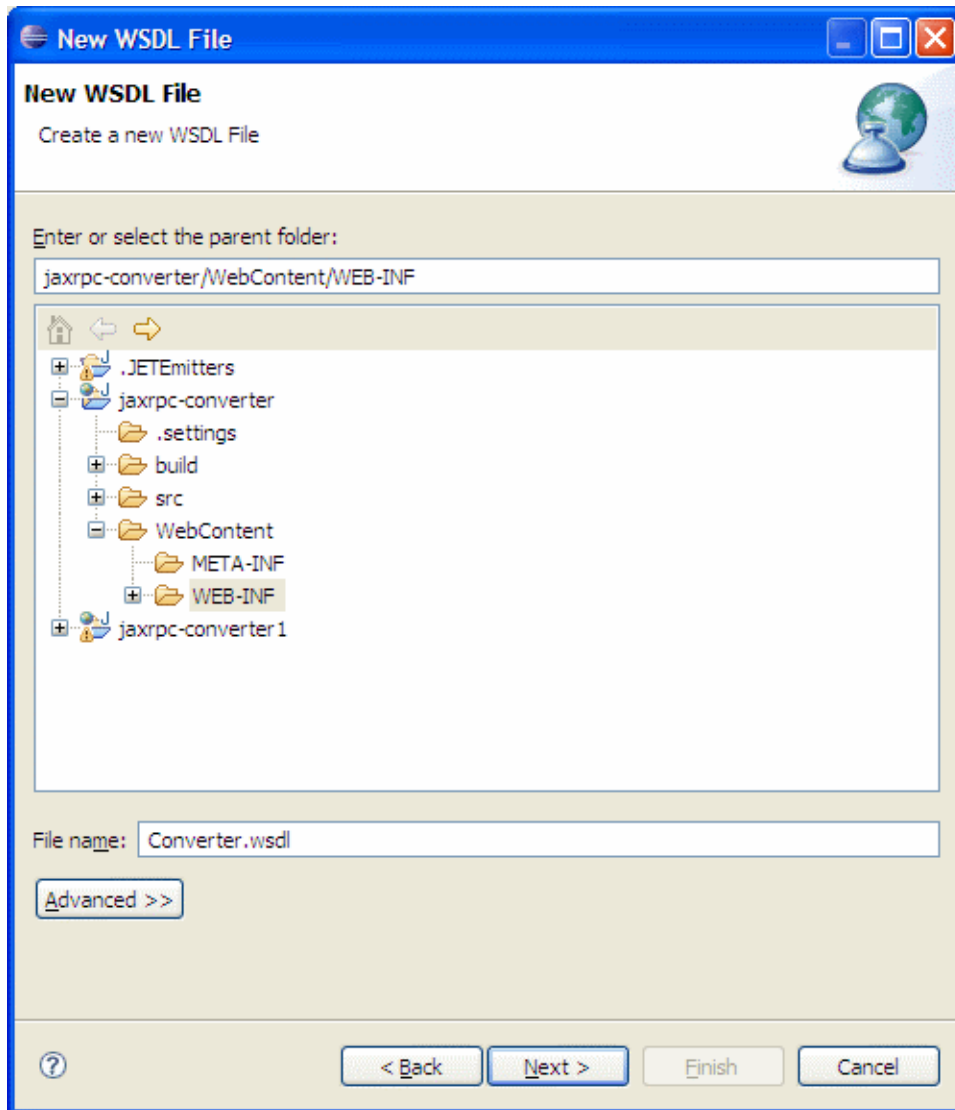 New WSDL File
New WSDL File
Create a new WSDL File
Enter or select the parent folder:
jaxrpc-converter/WebContent/WEB-INF
.JETEmitters
jaxrpc-converter
.settings
build
src
WebContent
META-INF
WEB-INF
jaxrpc-converter1
File name: Converter.wsdl
Advanced >>
? < Back Next > Finish Cancel